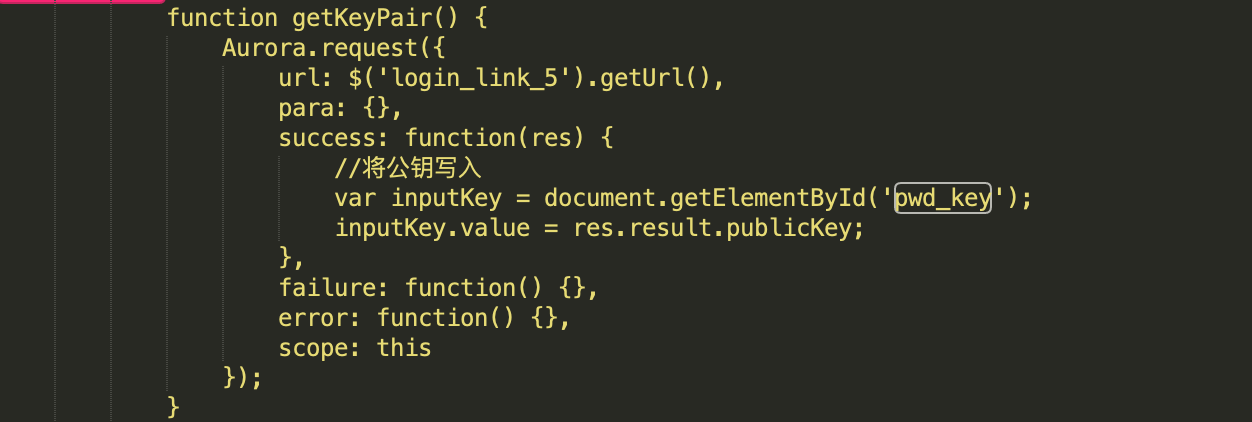 function getKeyPair() {
Aurora.request({
url: $('login_link_5').getUrl(),
para: {},
success: function(res) {
//将公钥写入
var inputKey = document.getElementById('pwd_key');
inputKey.value = res.result.publicKey;
},
failure: function() {},
error: function() {},
scope: this
});
}